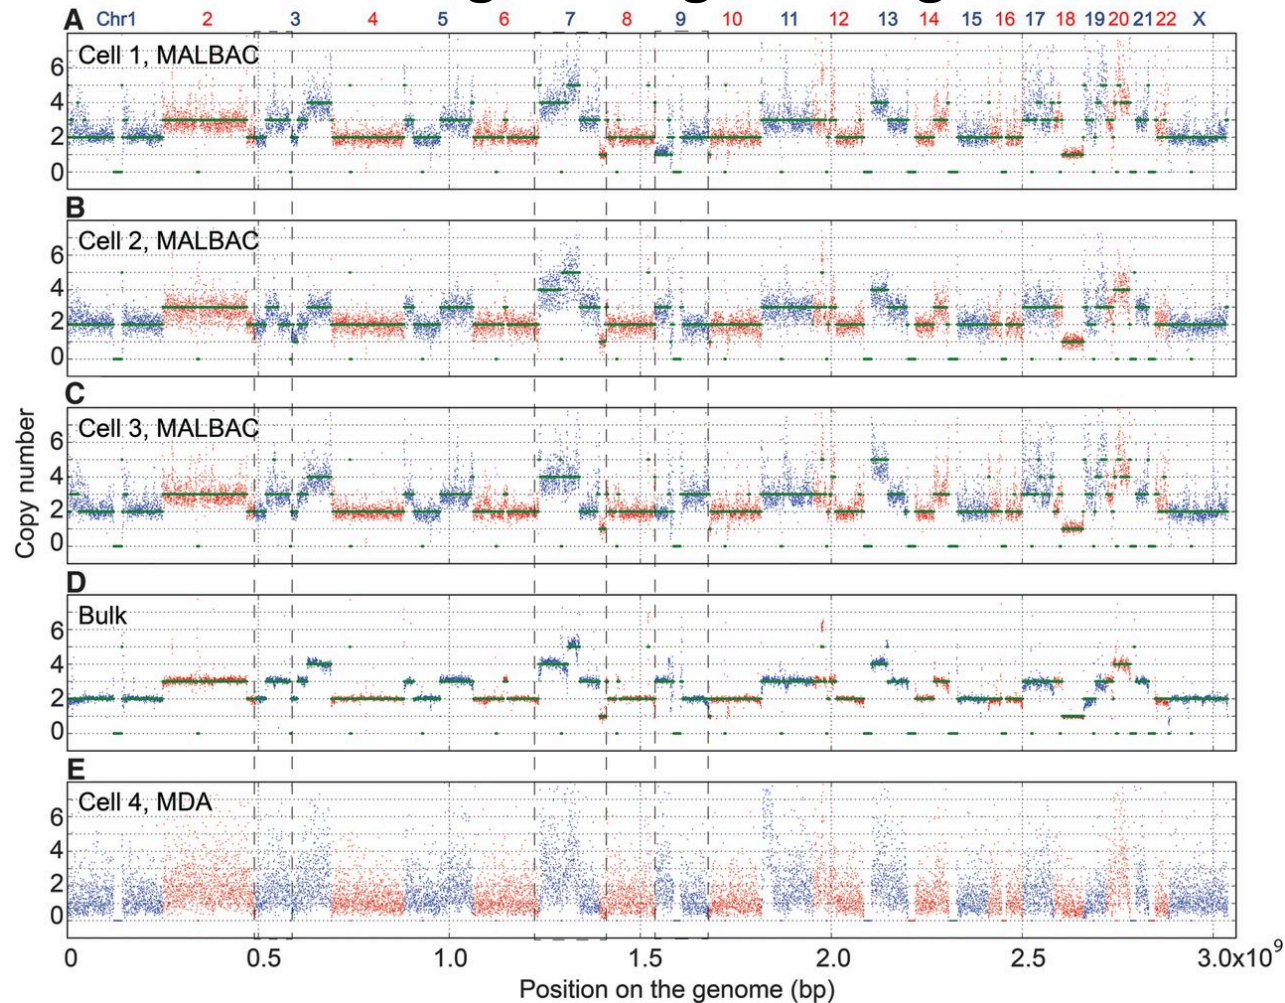 A Chr1 2 3 4 5 6 7 8 9 10 11 12 13 14 15 16 17 18 19 20 21 22 X
Cell 1, MALBAC
6
4
2
0
B
Cell 2, MALBAC
6
4
2
0
C
Cell 3, MALBAC
6
4
2
0
Copy number
D
Bulk
6
4
2
0
E
Cell 4, MDA
6
4
2
0
0 0.5 1.0 1.5 2.0 2.5 3.0x10⁹
Position on the genome (bp)